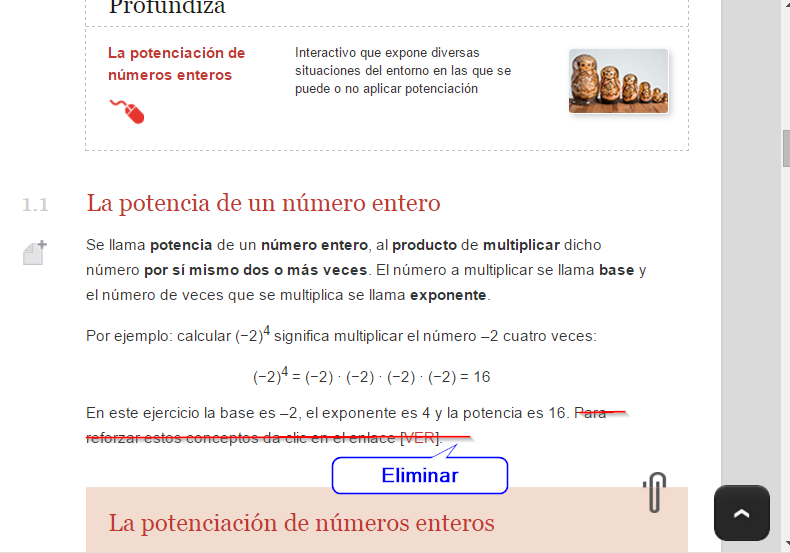 Profundiza
La potenciación de
números enteros
Interactivo que expone diversas
situaciones del entorno en las que se
puede o no aplicar potenciación
1.1
La potencia de un número entero
Se llama potencia de un número entero, al producto de multiplicar dicho
número por sí mismo dos o más veces. El número a multiplicar se llama base y
el número de veces que se multiplica se llama exponente.
Por ejemplo: calcular (−2)⁴ significa multiplicar el número –2 cuatro veces:
(−2)⁴ = (−2) · (−2) · (−2) · (−2) = 16
En este ejercicio la base es –2, el exponente es 4 y la potencia es 16. Para
reforzar estos conceptos da clic en el enlace [VER].
Eliminar
La potenciación de números enteros